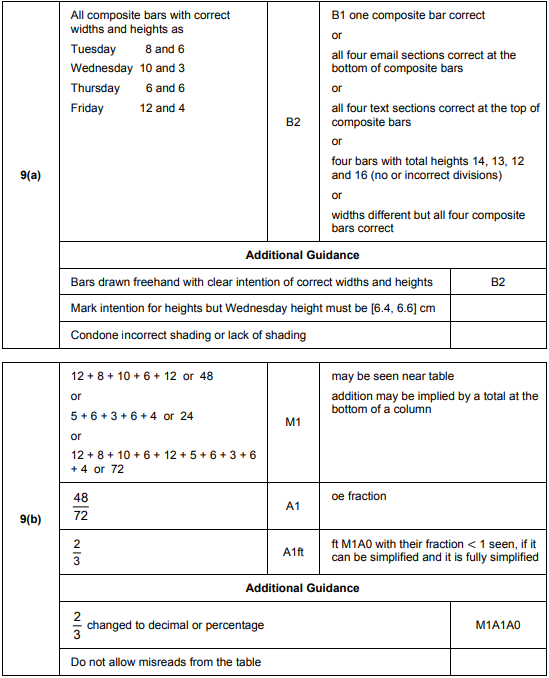 All composite bars with correct
widths and heights as
Tuesday 8 and 6
Wednesday 10 and 3
Thursday 6 and 6
Friday 12 and 4
B2
B1 one composite bar correct
or
all four email sections correct at the
bottom of composite bars
or
all four text sections correct at the top of
composite bars
or
four bars with total heights 14, 13, 12
and 16 (no or incorrect divisions)
or
widths different but all four composite
bars correct
9(a)
Additional Guidance
Bars drawn freehand with clear intention of correct widths and heights B2
Mark intention for heights but Wednesday height must be [6.4, 6.6] cm
Condone incorrect shading or lack of shading
12 + 8 + 10 + 6 + 12 or 48
or
5 + 6 + 3 + 6 + 4 or 24
or
12 + 8 + 10 + 6 + 12 + 5 + 6 + 3 + 6
+ 4 or 72
M1
may be seen near table
addition may be implied by a total at the
bottom of a column
48
72
A1
oe fraction
9(b)
2
3
A1ft
ft M1A0 with their fraction < 1 seen, if it
can be simplified and it is fully simplified
Additional Guidance
2
3
changed to decimal or percentage M1A1A0
Do not allow misreads from the table